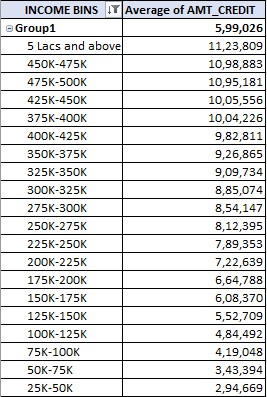 INCOME BINS Average of AMT_CREDIT
Group1 5,99,026
5 Lacs and above 11,23,809
450K-475K 10,98,883
475K-500K 10,95,181
425K-450K 10,05,556
375K-400K 10,04,226
400K-425K 9,82,811
350K-375K 9,26,865
325K-350K 9,09,734
300K-325K 8,85,074
275K-300K 8,54,147
250K-275K 8,12,395
225K-250K 7,89,353
200K-225K 7,22,639
175K-200K 6,64,788
150K-175K 6,08,370
125K-150K 5,52,709
100K-125K 4,84,492
75K-100K 4,19,048
50K-75K 3,43,394
25K-50K 2,94,669